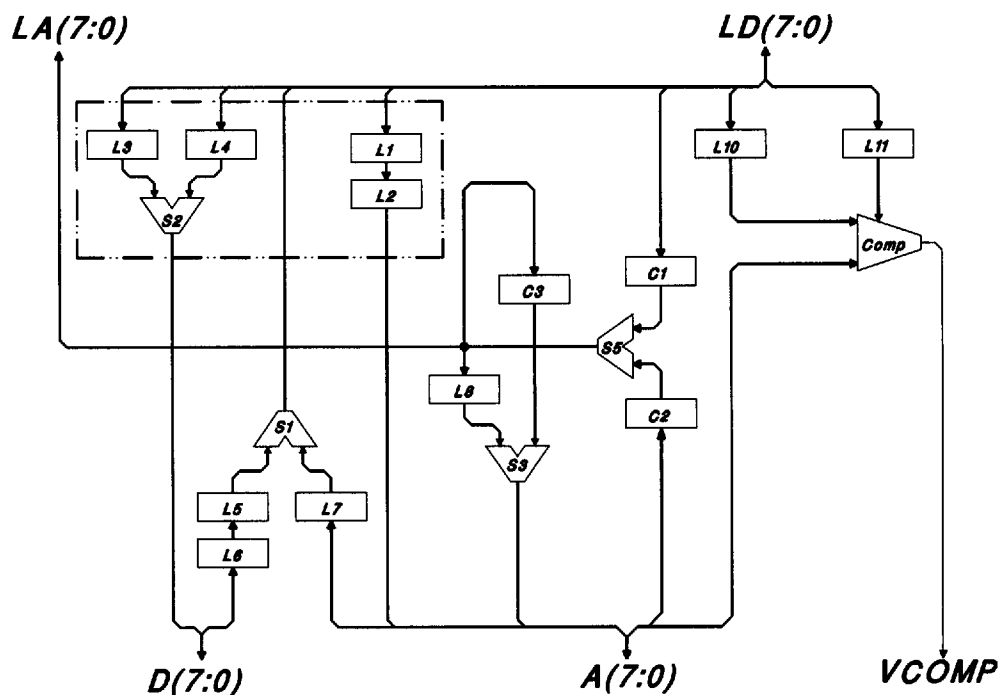 LA(7:0)
LD(7:0)
L3
L4
L1
L10
L11
L2
S2
Comp
C1
C3
S5
L8
C2
S1
S3
L5
L7
L6
D(7:0)
A(7:0)
VCOMP